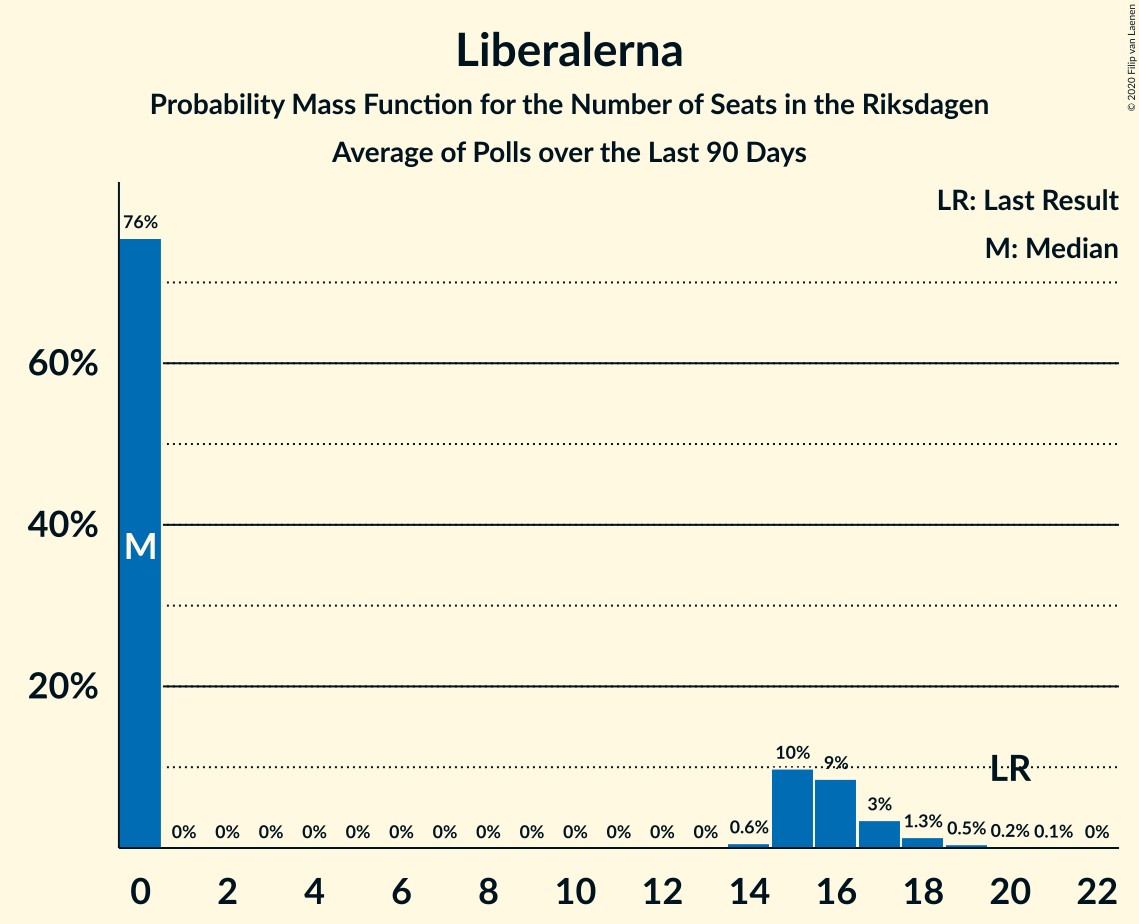 Liberalerna
Probability Mass Function for the Number of Seats in the Riksdagen
Average of Polls over the Last 90 Days
© 2020 Filip van Laenen
LR: Last Result
M: Median
76%
60%
40%
M
20%
10%
9%
LR
3%
0% 0% 0% 0% 0% 0% 0% 0% 0% 0% 0% 0% 0% 0.6% 1.3% 0.5% 0.2% 0.1% 0%
0 2 4 6 8 10 12 14 16 18 20 22